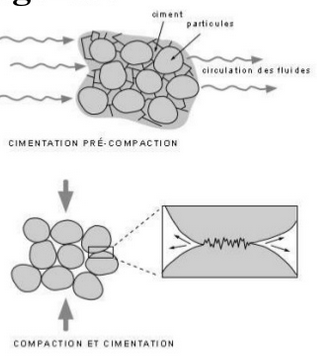 ciment
particules
circulation des fluides
CIMENTATION PRÉ-COMPACTION
COMPACTION ET CIMENTATION